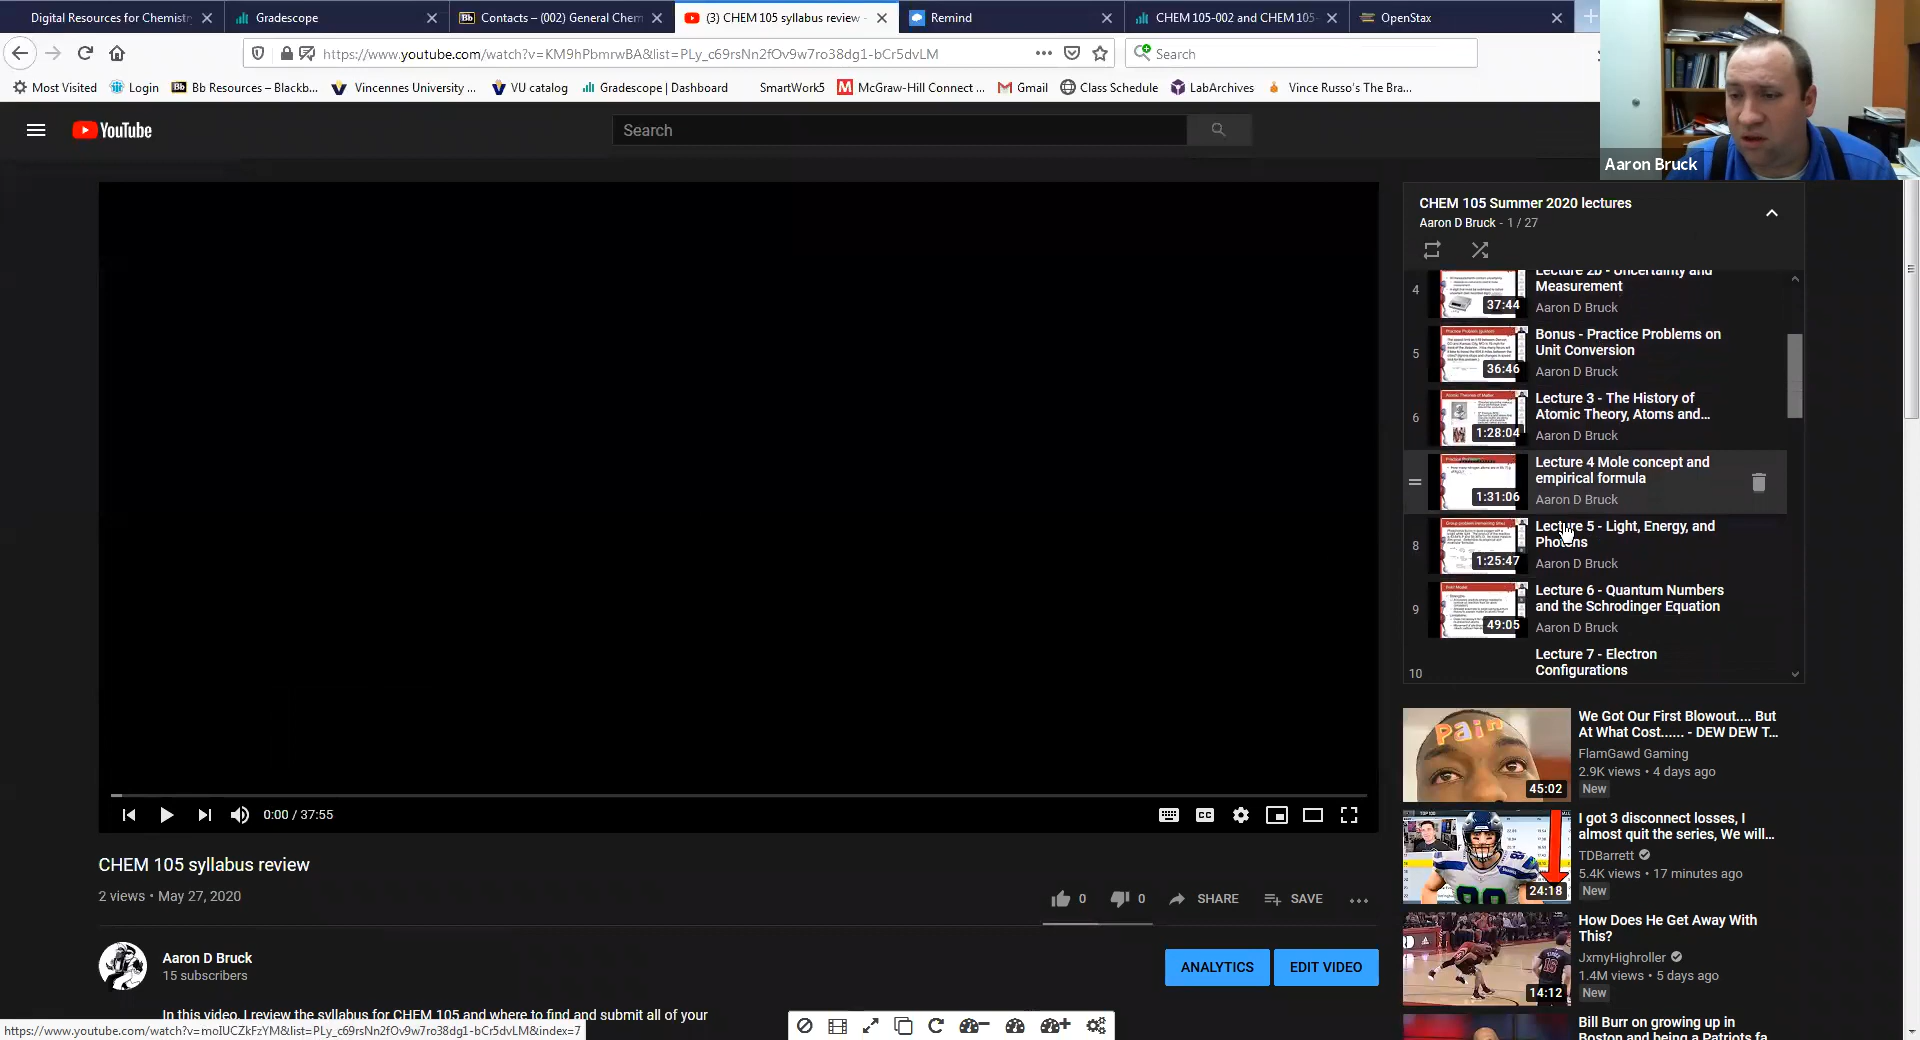 Digital Resources for Chemistr
Gradescope
Bb Contacts – (002) General Chem
(3) CHEM 105 syllabus review -
Remind
CHEM 105-002 and CHEM 105-
OpenStax
https://www.youtube.com/watch?v=KM9hPbmrwBA&list=PLy_c69rsNn2fOv9w7ro38dg1-bCr5dvLM
Search
Most Visited
Login
Bb Bb Resources – Blackb...
Vincennes University ...
VU catalog
Gradescope | Dashboard
SmartWork5
M McGraw-Hill Connect ...
Gmail
Class Schedule
LabArchives
Vince Russo's The Bra...
YouTube
Search
Aaron Bruck
CHEM 105 Summer 2020 lectures
Aaron D Bruck - 1 / 27
4
Lecture 2b - Uncertainty and
Measurement
Aaron D Bruck
37:44
5
Bonus - Practice Problems on
Unit Conversion
Aaron D Bruck
36:46
6
Lecture 3 - The History of
Atomic Theory, Atoms and...
Aaron D Bruck
1:28:04
Lecture 4 Mole concept and
empirical formula
Aaron D Bruck
1:31:06
8
Lecture 5 - Light, Energy, and
Photons
Aaron D Bruck
1:25:47
9
Lecture 6 - Quantum Numbers
and the Schrodinger Equation
Aaron D Bruck
49:05
10
Lecture 7 - Electron
Configurations
0:00 / 37:55
CC
CHEM 105 syllabus review
2 views • May 27, 2020
0
0
SHARE
SAVE
Aaron D Bruck
15 subscribers
ANALYTICS
EDIT VIDEO
In this video, I review the syllabus for CHEM 105 and where to find and submit all of your
https://www.youtube.com/watch?v=moIUCZkFzYM&list=PLy_c69rsNn2fOv9w7ro38dg1-bCr5dvLM&index=7
Pain
45:02
We Got Our First Blowout.... But
At What Cost...... - DEW DEW T...
FlamGawd Gaming
2.9K views • 4 days ago
New
24:18
I got 3 disconnect losses, I
almost quit the series, We will...
TDBarrett
5.4K views • 17 minutes ago
New
14:12
How Does He Get Away With
This?
JxmyHighroller
1.4M views • 5 days ago
New
Bill Burr on growing up in
Boston and being a Patriots fa